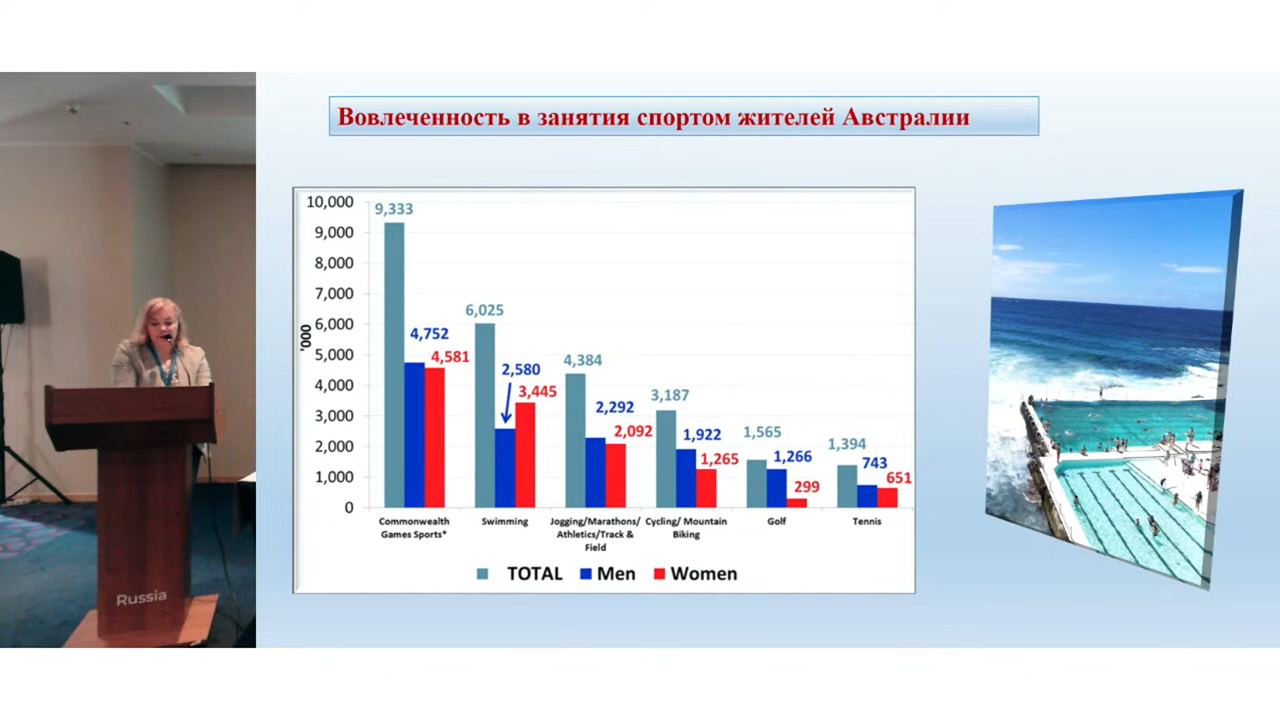 Вовлеченность в занятия спортом жителей Австралии
10,000
9,000
8,000
7,000
6,000
5,000
4,000
3,000
2,000
1,000
0
'000
9,333
4,752
4,581
6,025
2,580
3,445
4,384
2,292
2,092
3,187
1,922
1,265
1,565
1,266
299
1,394
743
651
Commonwealth
Games Sports*
Swimming
Jogging/Marathons/
Athletics/Track &
Field
Cycling/ Mountain
Biking
Golf
Tennis
TOTAL Men Women
Russia